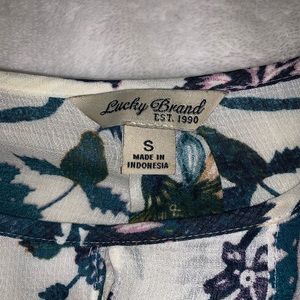 Lucky Brand
EST. 1990
S
MADE IN
INDONESIA